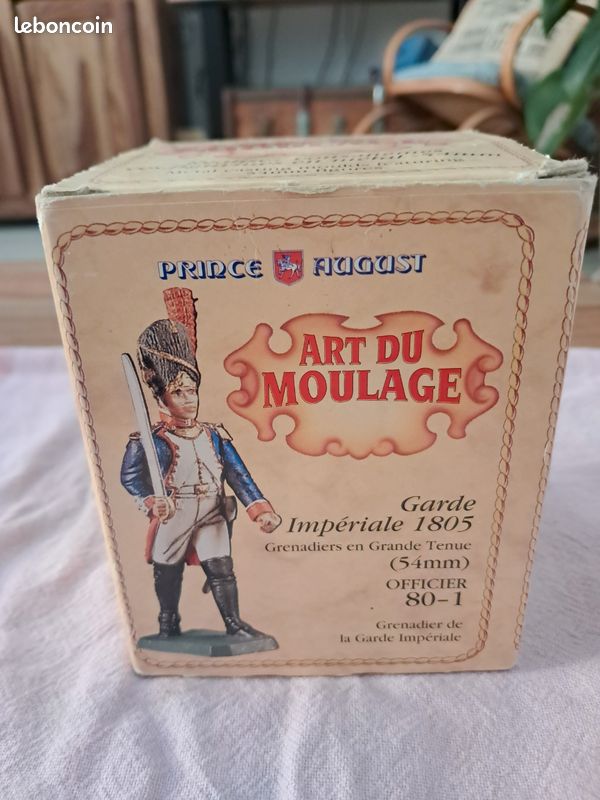 leboncoin
PRINCE AUGUST
ART DU
MOULAGE
Garde
Impériale 1805
Grenadiers en Grande Tenue
(54mm)
OFFICIER
80-1
Grenadier de
la Garde Impériale